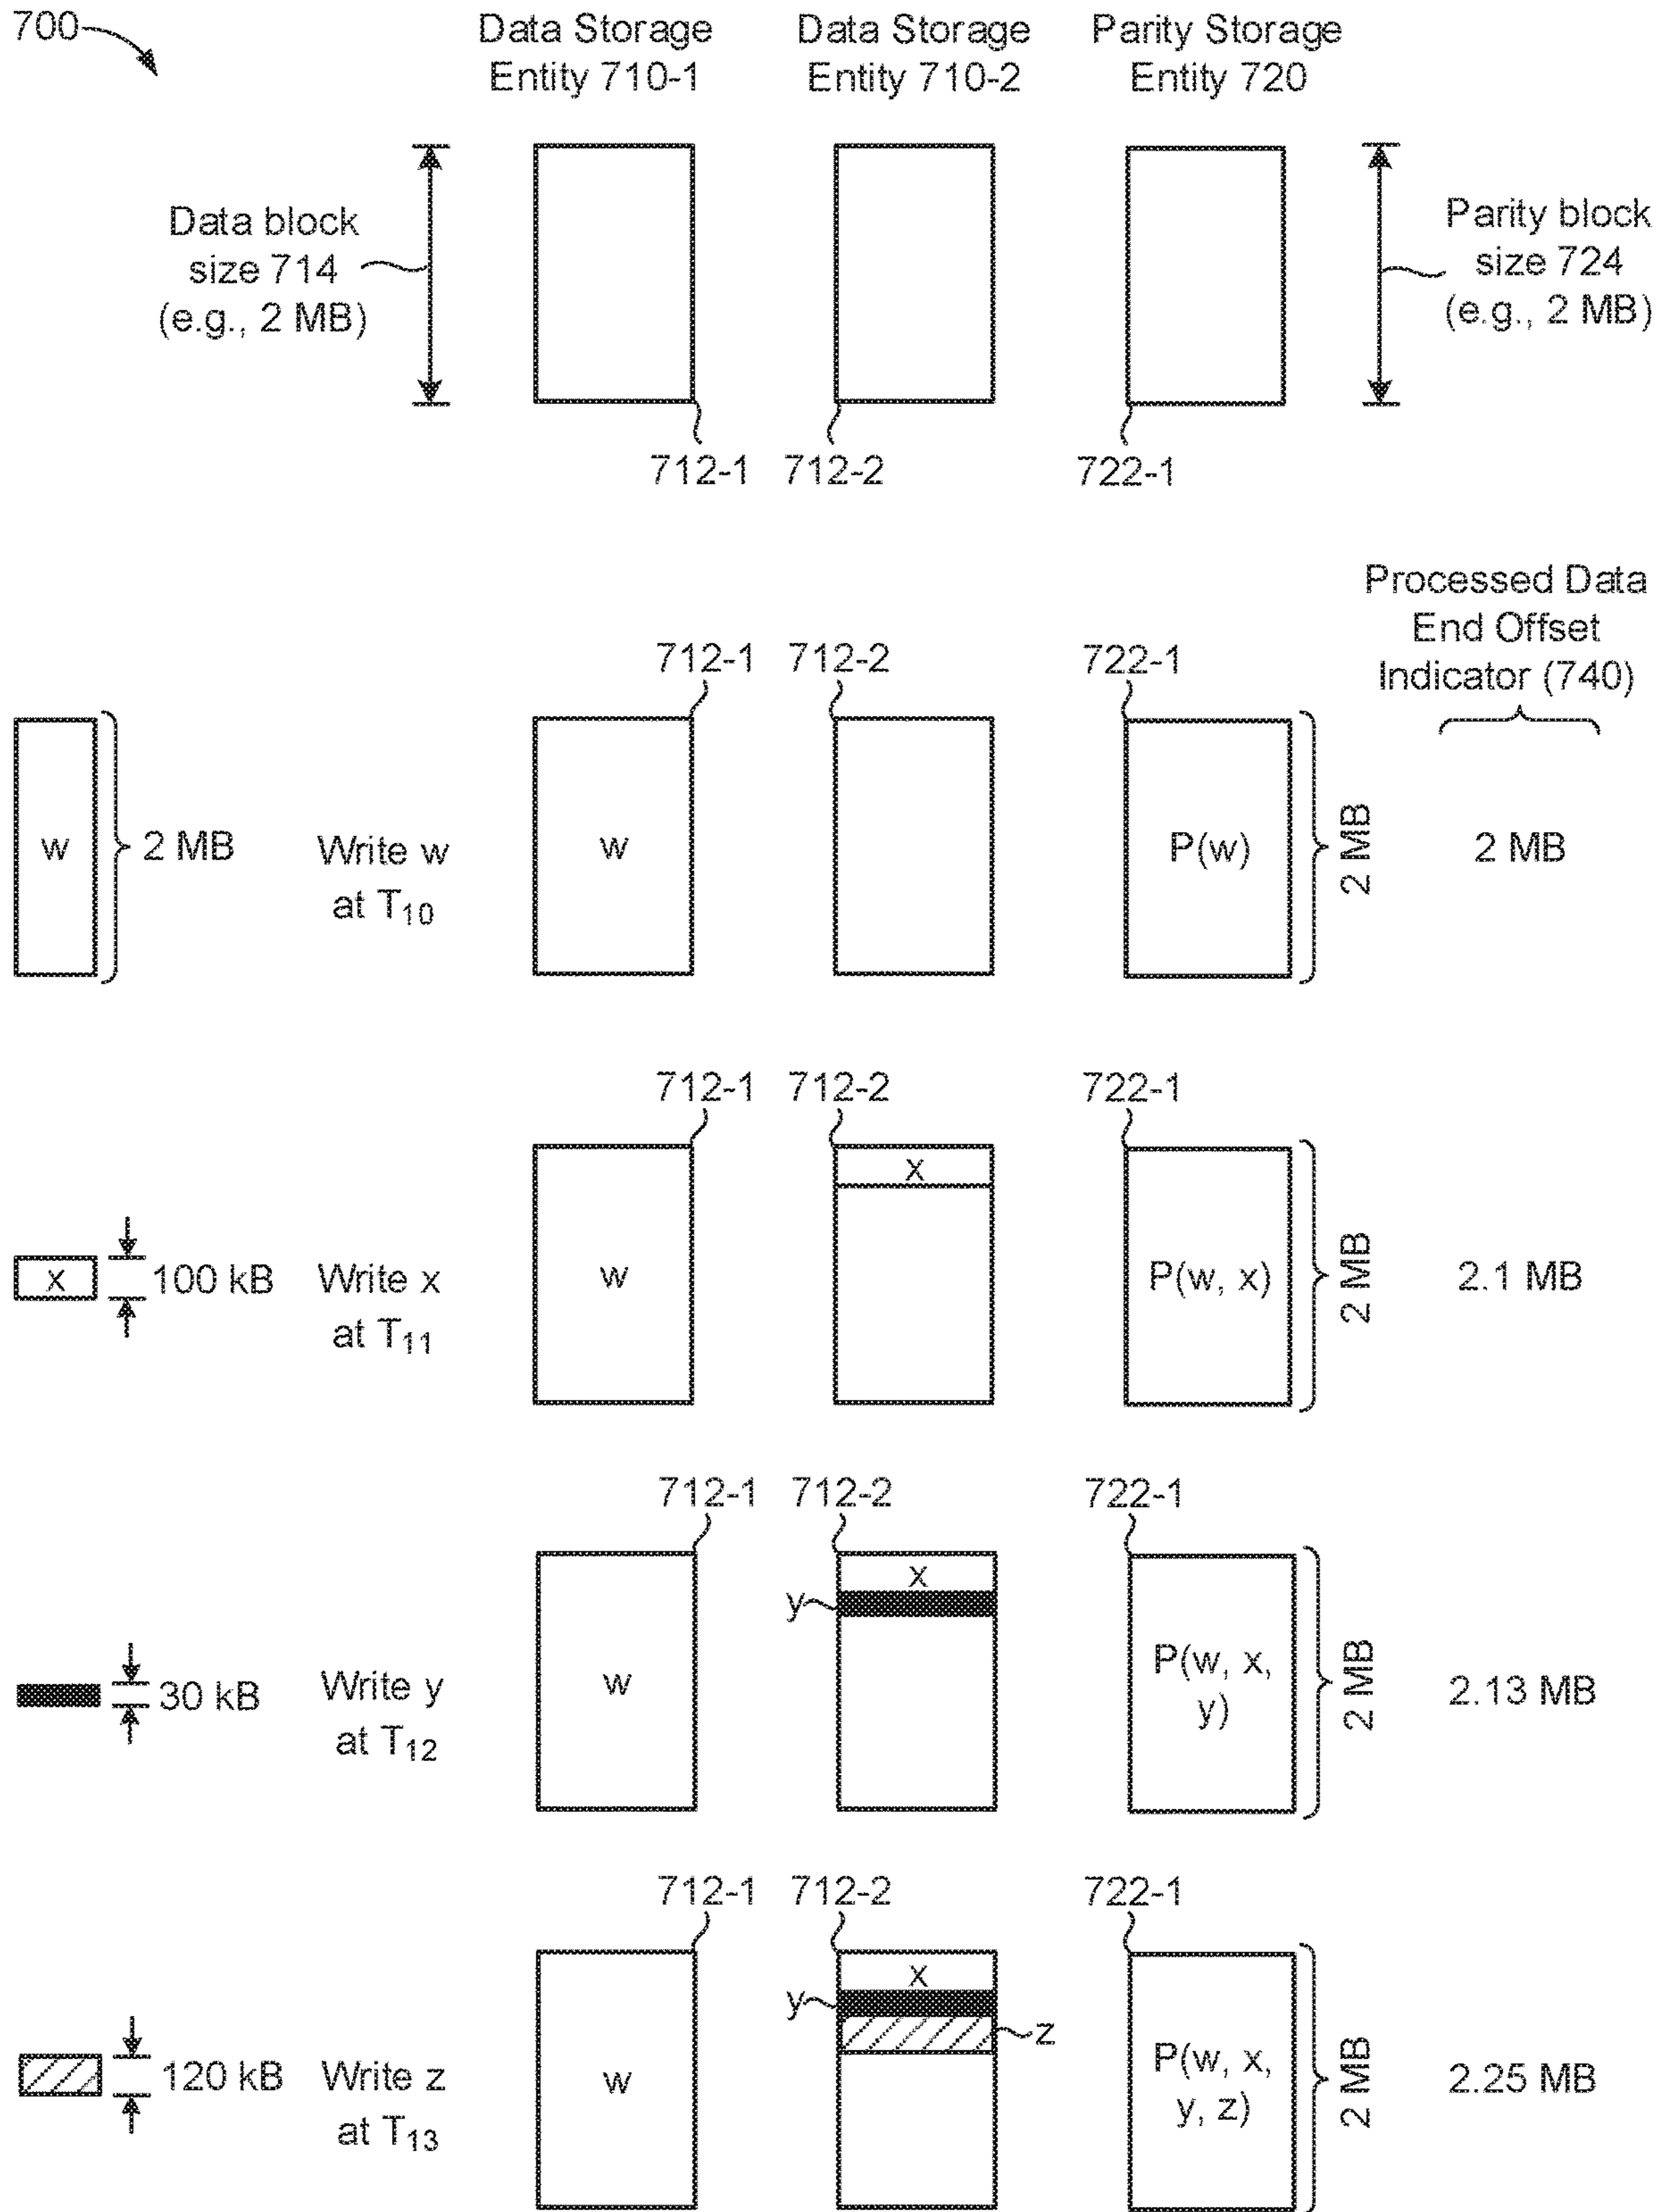 700
Data Storage
Entity 710-1
Data Storage
Entity 710-2
Parity Storage
Entity 720
Data block
size 714
(e.g., 2 MB)
Parity block
size 724
(e.g., 2 MB)
712-1
712-2
722-1
Processed Data
End Offset
Indicator (740)
712-1
712-2
722-1
w
2 MB
Write w
at T10
w
P(w)
2 MB
2 MB
712-1
712-2
722-1
x
x
100 kB
Write x
at T11
w
P(w, x)
2 MB
2.1 MB
712-1
712-2
722-1
x
y
30 kB
Write y
at T12
w
P(w, x,
y)
2 MB
2.13 MB
712-1
712-2
722-1
x
y
z
120 kB
Write z
at T13
w
P(w, x,
y, z)
2 MB
2.25 MB